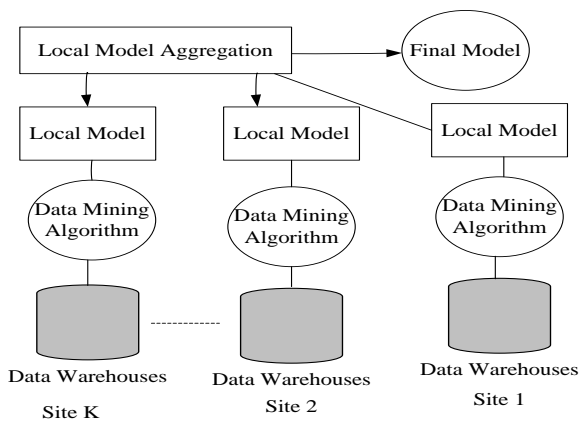 Local Model Aggregation
Final Model
Local Model
Local Model
Local Model
Data Mining
Algorithm
Data Mining
Algorithm
Data Mining
Algorithm
Data Warehouses
Data Warehouses
Data Warehouses
Site K
Site 2
Site 1